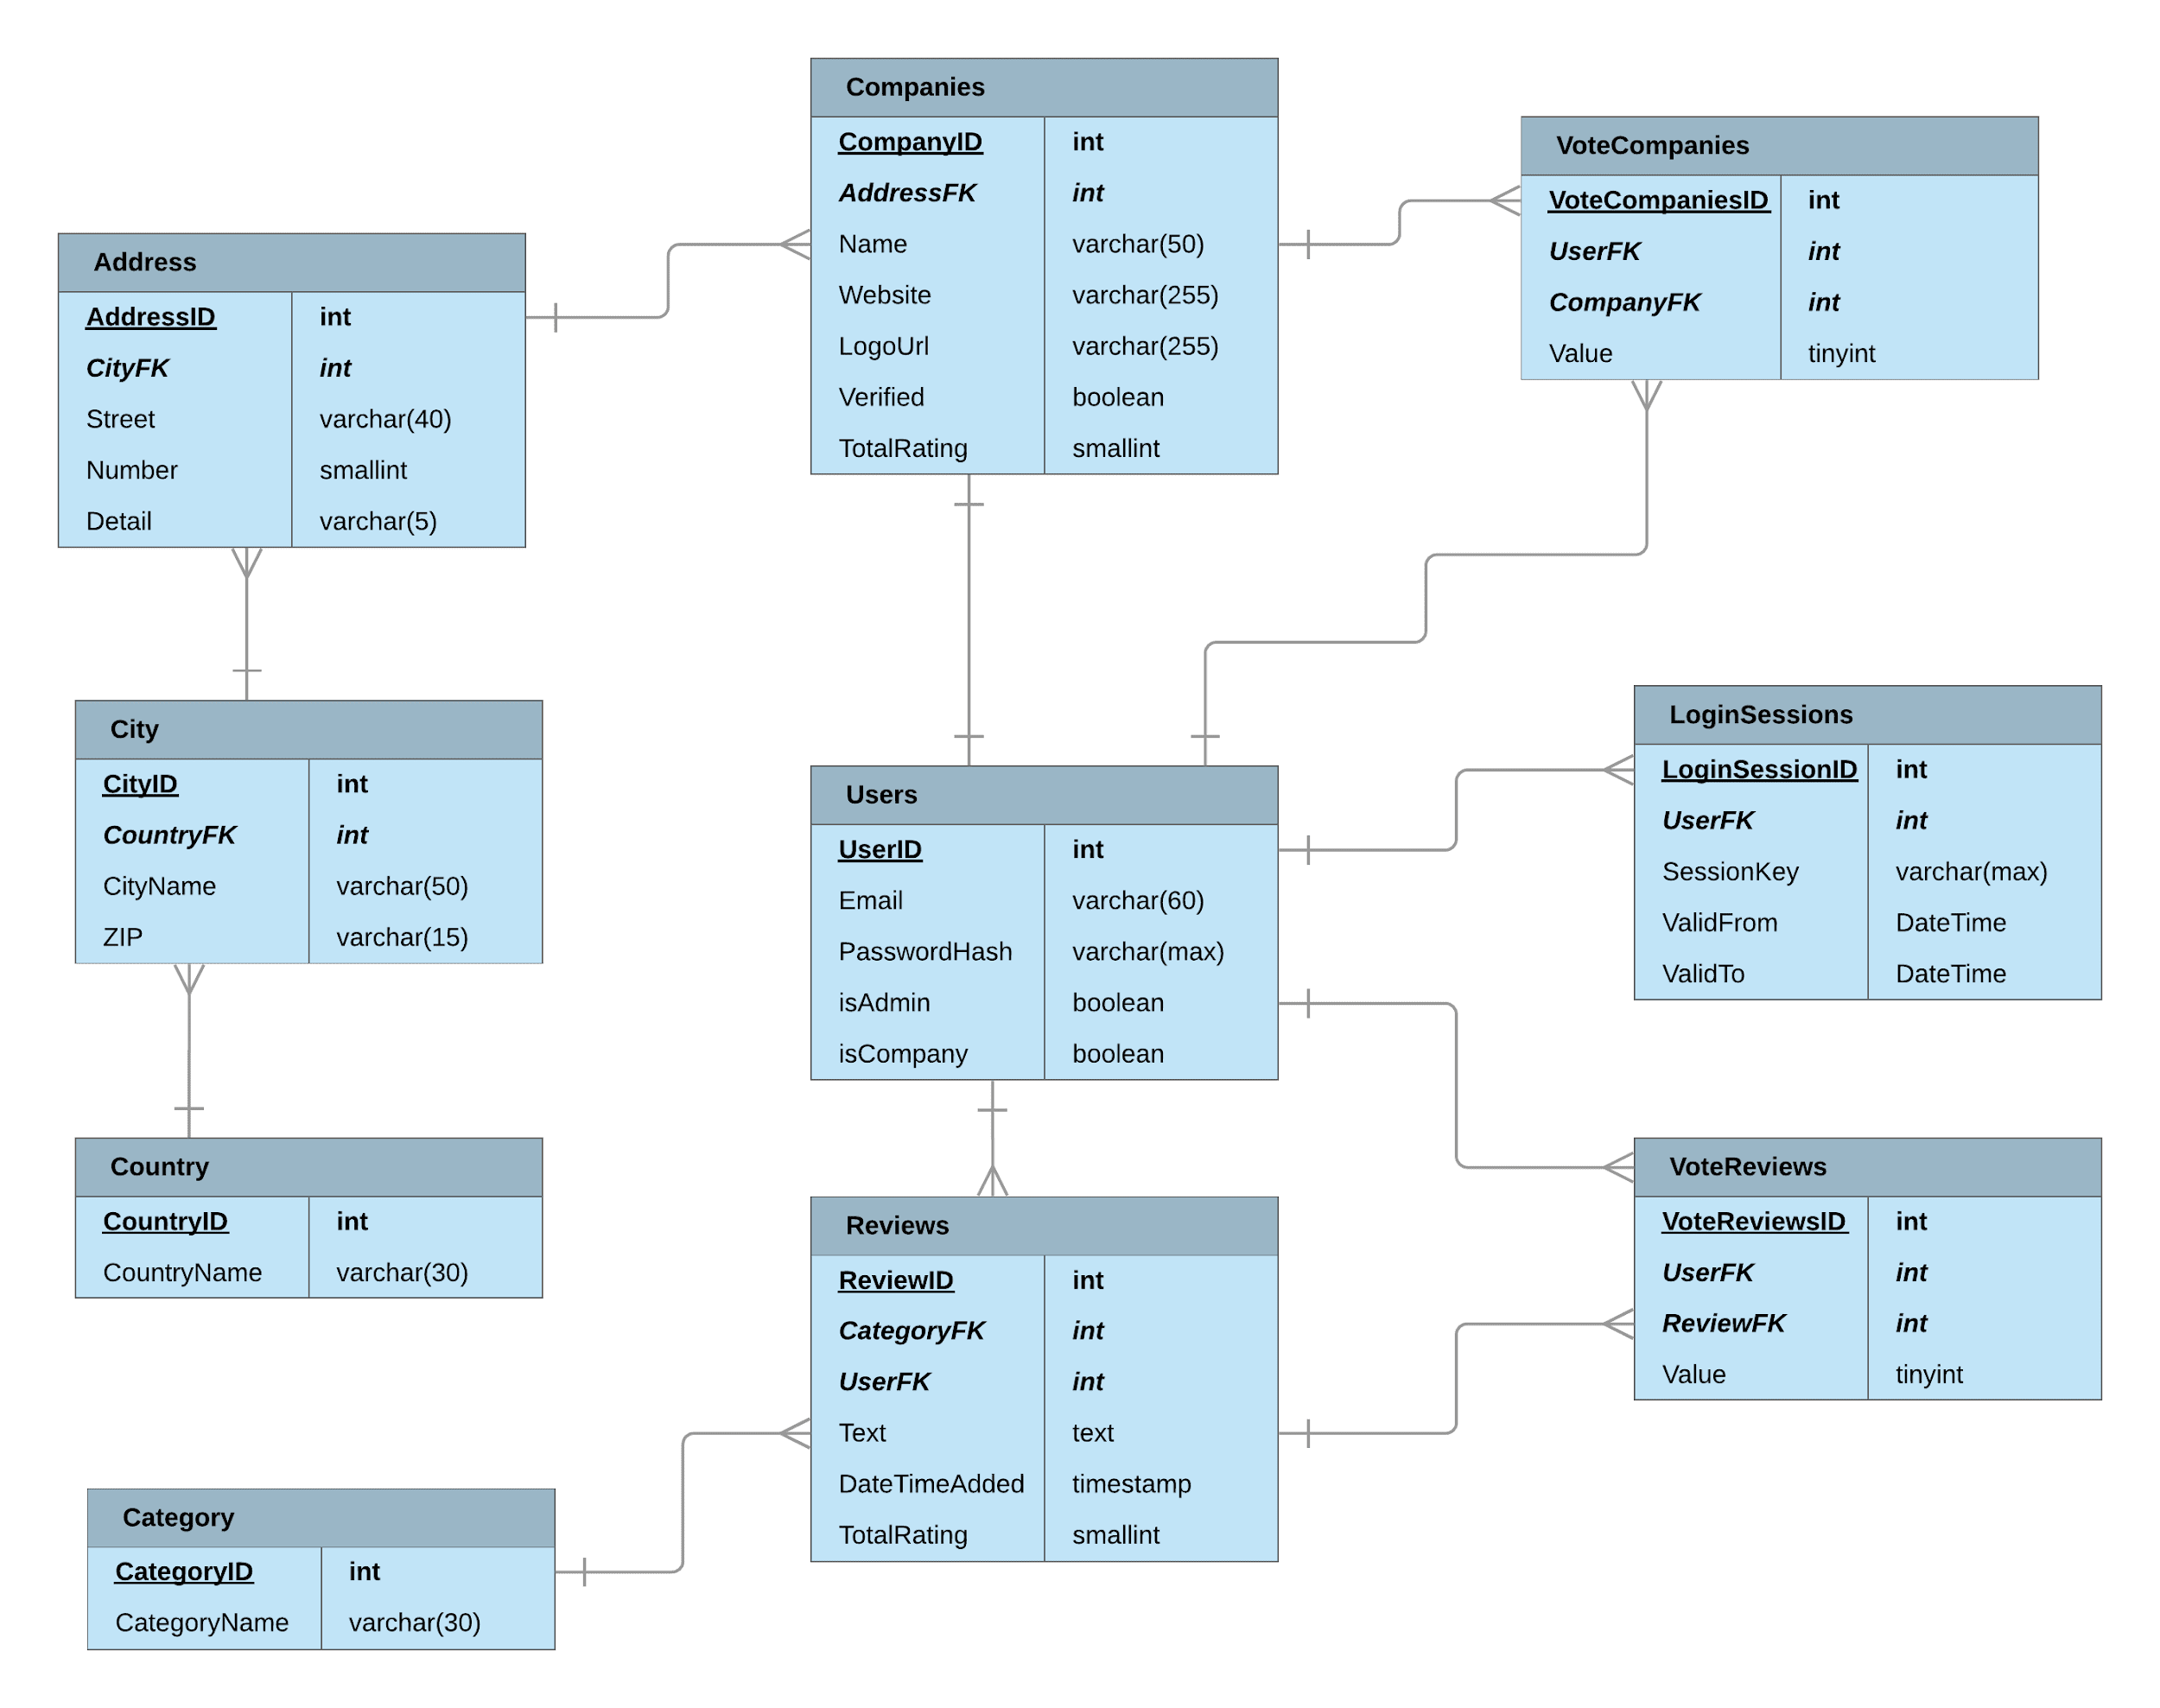 Companies
CompanyID int
AddressFK int
Name varchar(50)
Website varchar(255)
LogoUrl varchar(255)
Verified boolean
TotalRating smallint
VoteCompanies
VoteCompaniesID int
UserFK int
CompanyFK int
Value tinyint
Address
AddressID int
CityFK int
Street varchar(40)
Number smallint
Detail varchar(5)
City
CityID int
CountryFK int
CityName varchar(50)
ZIP varchar(15)
Users
UserID int
Email varchar(60)
PasswordHash varchar(max)
isAdmin boolean
isCompany boolean
LoginSessions
LoginSessionID int
UserFK int
SessionKey varchar(max)
ValidFrom DateTime
ValidTo DateTime
Country
CountryID int
CountryName varchar(30)
Reviews
ReviewID int
CategoryFK int
UserFK int
Text text
DateTimeAdded timestamp
TotalRating smallint
VoteReviews
VoteReviewsID int
UserFK int
ReviewFK int
Value tinyint
Category
CategoryID int
CategoryName varchar(30)